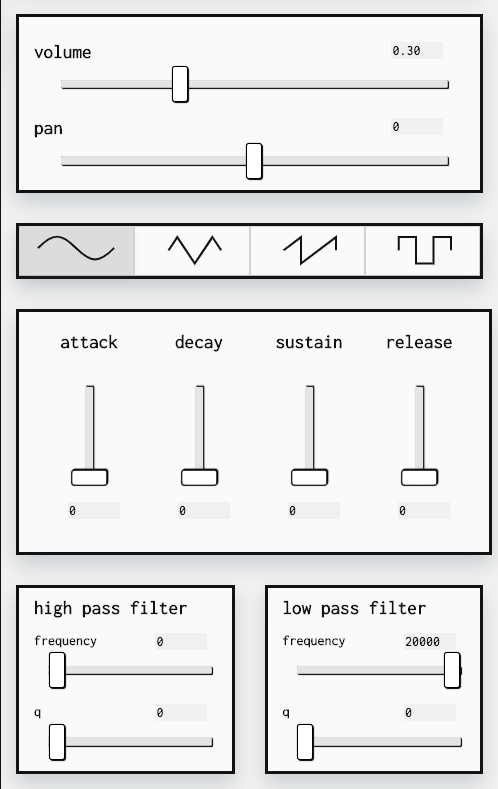 volume 0.30
pan 0
attack decay sustain release
0 0 0 0
high pass filter
frequency 0
q 0
low pass filter
frequency 20000
q 0